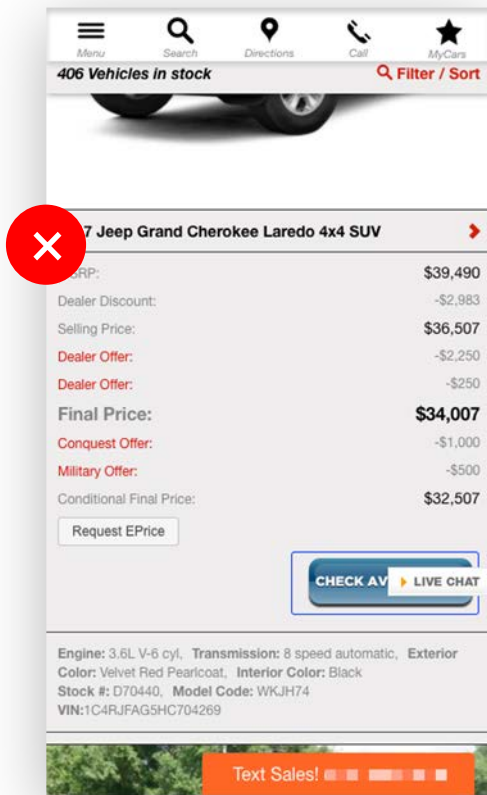 Menu Search Directions Call MyCars
406 Vehicles in stock Filter / Sort
7 Jeep Grand Cherokee Laredo 4x4 SUV
SRP: $39,490
Dealer Discount: -$2,983
Selling Price: $36,507
Dealer Offer: -$2,250
Dealer Offer: -$250
Final Price: $34,007
Conquest Offer: -$1,000
Military Offer: -$500
Conditional Final Price: $32,507
Request EPrice
CHECK AV LIVE CHAT
Engine: 3.6L V-6 cyl, Transmission: 8 speed automatic, Exterior
Color: Velvet Red Pearlcoat, Interior Color: Black
Stock #: D70440, Model Code: WKJH74
VIN:1C4RJFAG5HC704269
Text Sales!